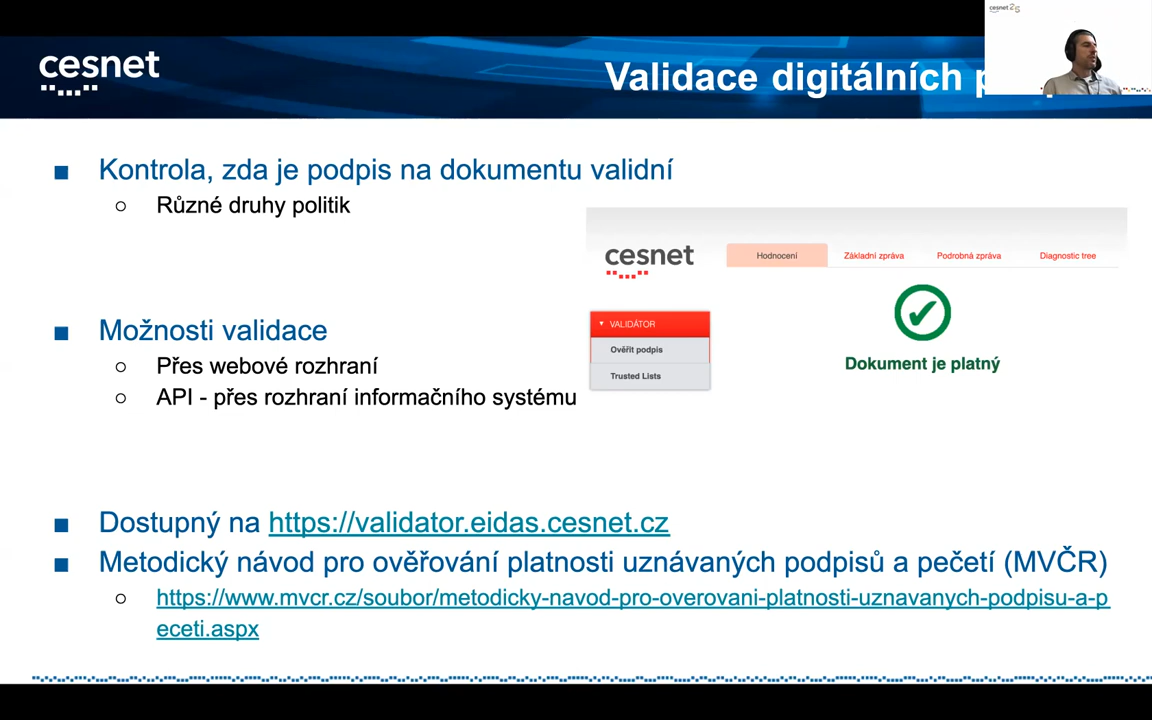 cesnet
cesnet 25
Validace digitálních
■ Kontrola, zda je podpis na dokumentu validní
○ Různé druhy politik
cesnet
Hodnocení
Základní zpráva
Podrobná zpráva
Diagnostic tree
▼ VALIDÁTOR
Ověřit podpis
Trusted Lists
Dokument je platný
■ Možnosti validace
○ Přes webové rozhraní
○ API - přes rozhraní informačního systému
■ Dostupný na https://validator.eidas.cesnet.cz
■ Metodický návod pro ověřování platnosti uznávaných podpisů a pečetí (MVČR)
○ https://www.mvcr.cz/soubor/metodicky-navod-pro-overovani-platnosti-uznavanych-podpisu-a-p
eceti.aspx